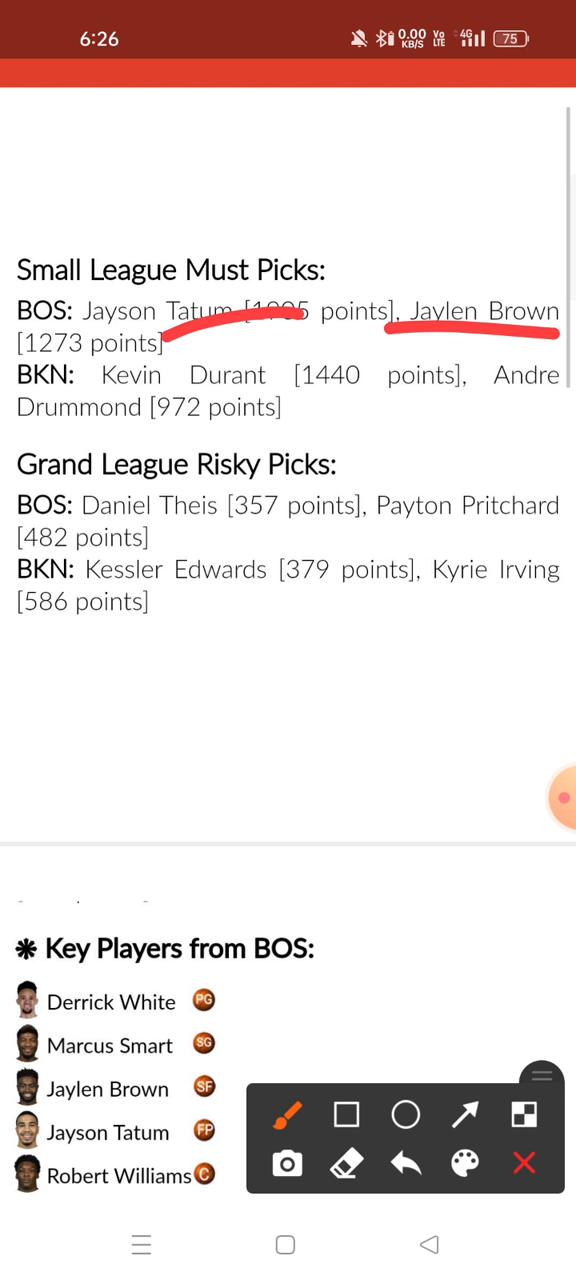 6:26
0.00
KB/S
Vo
LTE
4G
75
Small League Must Picks:
BOS: Jayson Tatum points], Jaylen Brown
[1273 points]
BKN: Kevin Durant [1440 points], Andre
Drummond [972 points]
Grand League Risky Picks:
BOS: Daniel Theis [357 points], Payton Pritchard
[482 points]
BKN: Kessler Edwards [379 points], Kyrie Irving
[586 points]
✱ Key Players from BOS:
Derrick White PG
Marcus Smart SG
Jaylen Brown SF
Jayson Tatum FP
Robert Williams C